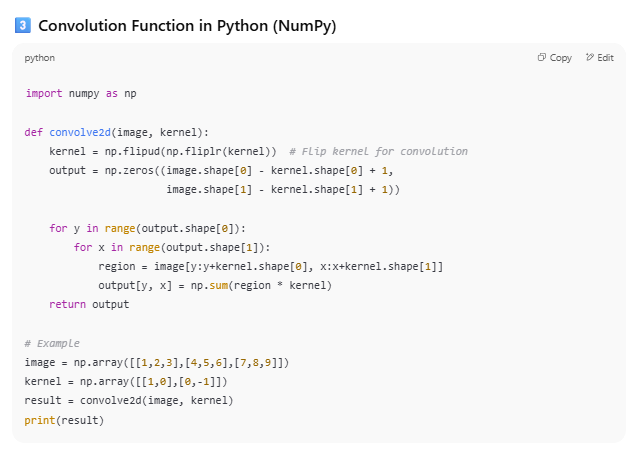 3 Convolution Function in Python (NumPy)
python
Copy Edit
import numpy as np
def convolve2d(image, kernel):
    kernel = np.flipud(np.fliplr(kernel))  # Flip kernel for convolution
    output = np.zeros((image.shape[0] - kernel.shape[0] + 1,
                       image.shape[1] - kernel.shape[1] + 1))
    for y in range(output.shape[0]):
        for x in range(output.shape[1]):
            region = image[y:y+kernel.shape[0], x:x+kernel.shape[1]]
            output[y, x] = np.sum(region * kernel)
    return output
# Example
image = np.array([[1,2,3],[4,5,6],[7,8,9]])
kernel = np.array([[1,0],[0,-1]])
result = convolve2d(image, kernel)
print(result)